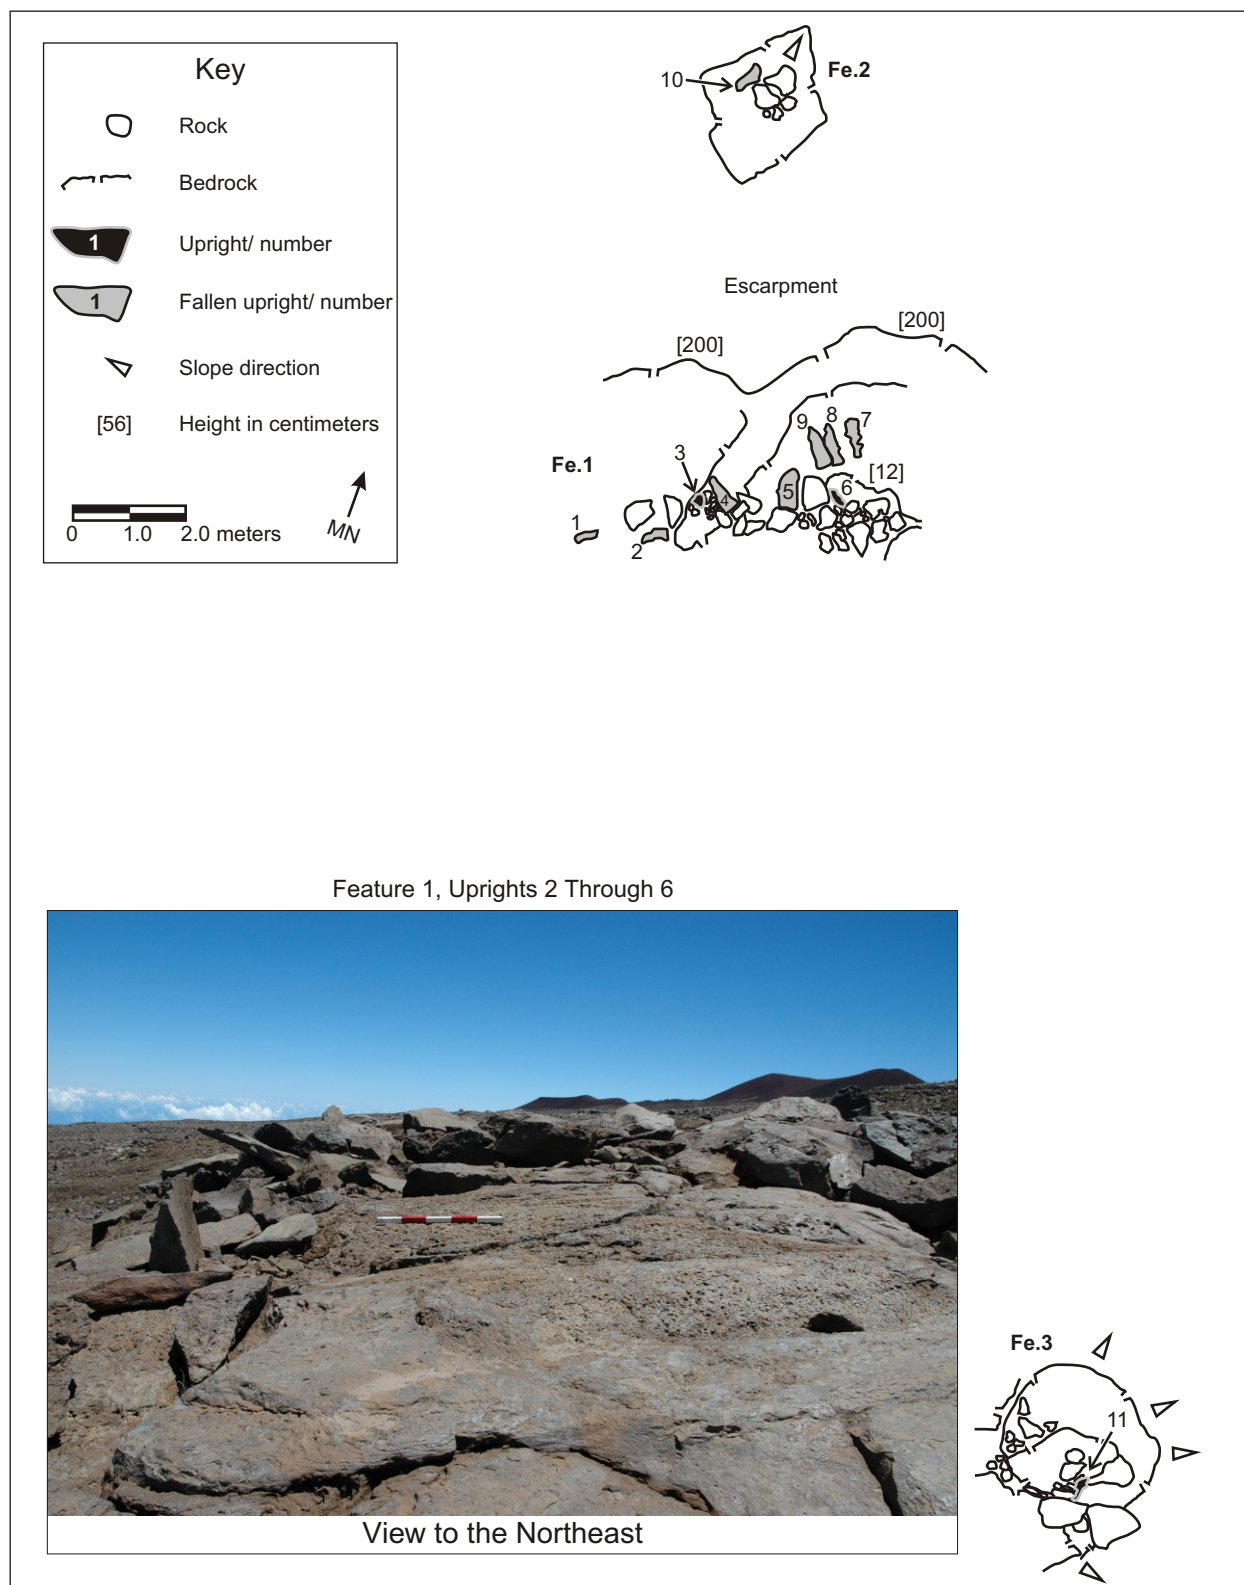 Key
Rock
Bedrock
1 Upright/ number
1 Fallen upright/ number
Slope direction
[56] Height in centimeters
0 1.0 2.0 meters
MN
Fe.2
10
Escarpment
[200]
[200]
Fe.1
1
2
3
4
5
6
7
8
9
[12]
Feature 1, Uprights 2 Through 6
View to the Northeast
Fe.3
11